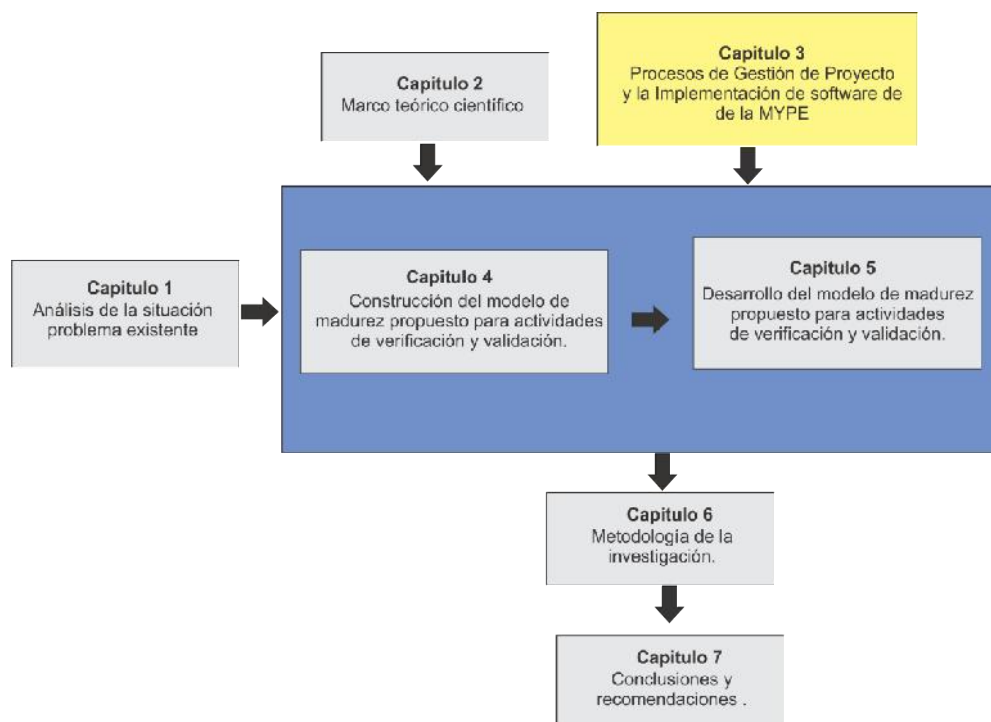 Capitulo 3
Procesos de Gestión de Proyecto
y la Implementación de software de
de la MYPE
Capitulo 2
Marco teórico científico
Capitulo 1
Análisis de la situación
problema existente
Capitulo 4
Construcción del modelo de
madurez propuesto para actividades
de verificación y validación.
Capitulo 5
Desarrollo del modelo de madurez
propuesto para actividades
de verificación y validación.
Capitulo 6
Metodología de la
investigación.
Capitulo 7
Conclusiones y
recomendaciones .